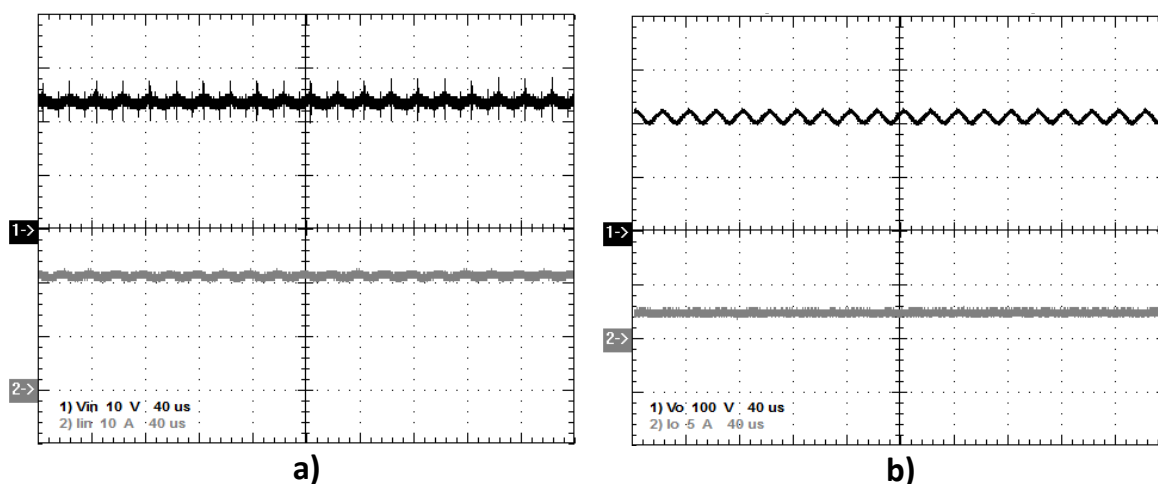 1->
2->
1) Vin 10 V 40 us
2) Iin 10 A 40 us
a)
1->
2->
1) Vo 100 V 40 us
2) Io 5 A 40 us
b)